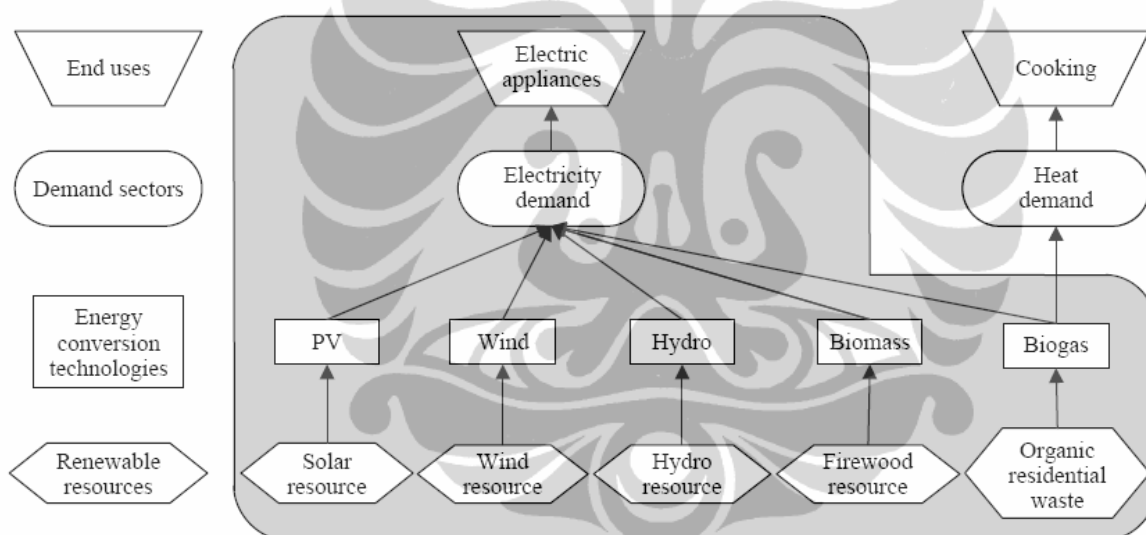 End uses
Electric
appliances
Cooking
Demand sectors
Electricity
demand
Heat
demand
Energy
conversion
technologies
PV
Wind
Hydro
Biomass
Biogas
Renewable
resources
Solar
resource
Wind
resource
Hydro
resource
Firewood
resource
Organic
residential
waste